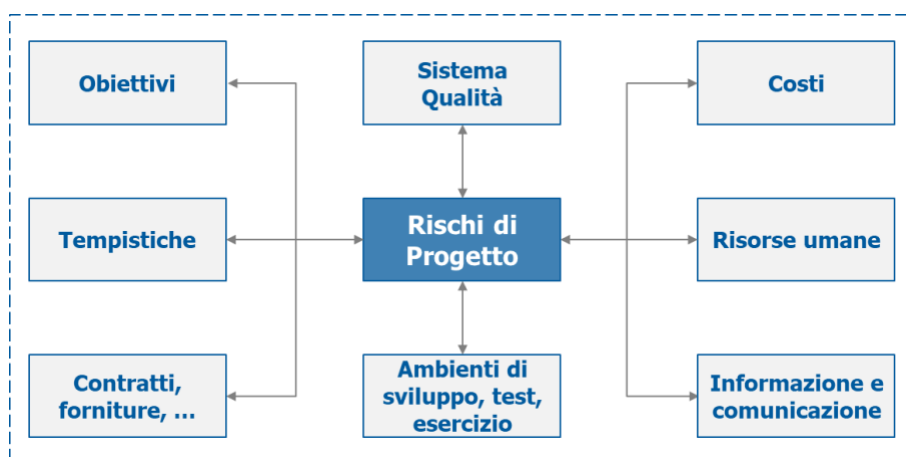 Obiettivi
Sistema
Qualità
Costi
Tempistiche
Rischi di
Progetto
Risorse umane
Contratti,
forniture, ...
Ambienti di
sviluppo, test,
esercizio
Informazione e
comunicazione